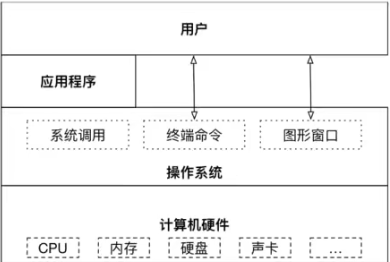 用户
应用程序
系统调用 终端命令 图形窗口
操作系统
计算机硬件
CPU 内存 硬盘 声卡 ...